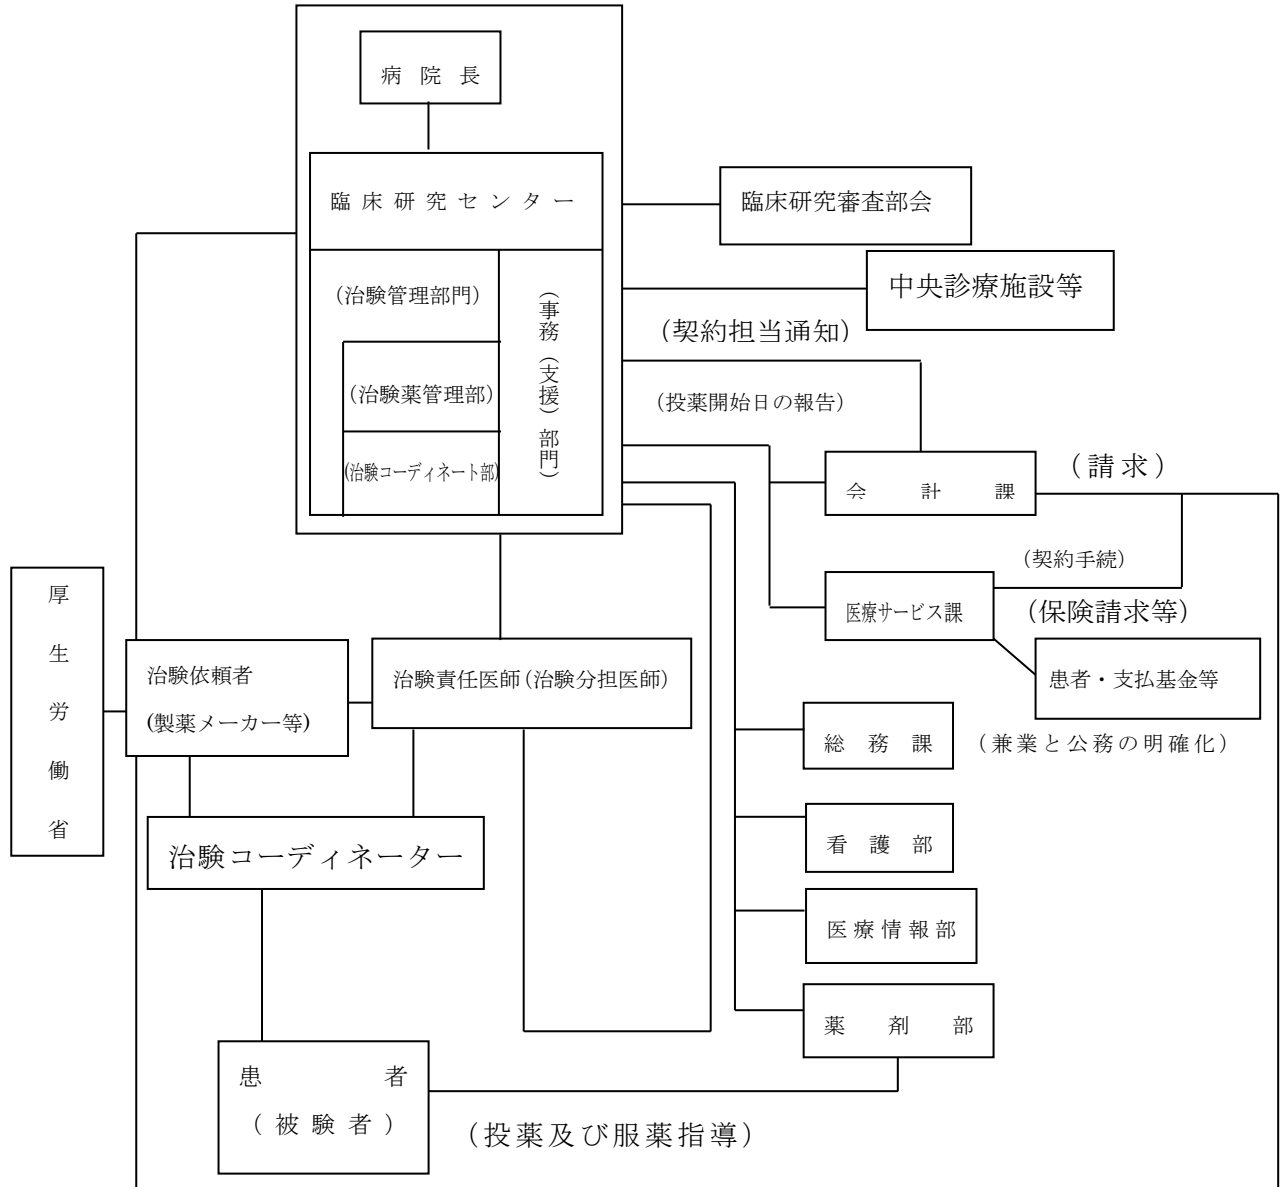 病院長
臨床研究センター
臨床研究審査部会
(治験管理部門)
(事務(支援)部門)
中央診療施設等
(契約担当通知)
(治験薬管理部)
(投薬開始日の報告)
(治験コーディネート部)
会計課
(請求)
(契約手続)
医療サービス課
(保険請求等)
患者・支払基金等
厚生労働省
治験依頼者
(製薬メーカー等)
治験責任医師(治験分担医師)
総務課
(兼業と公務の明確化)
治験コーディネーター
看護部
医療情報部
薬剤部
患者
(被験者)
(投薬及び服薬指導)